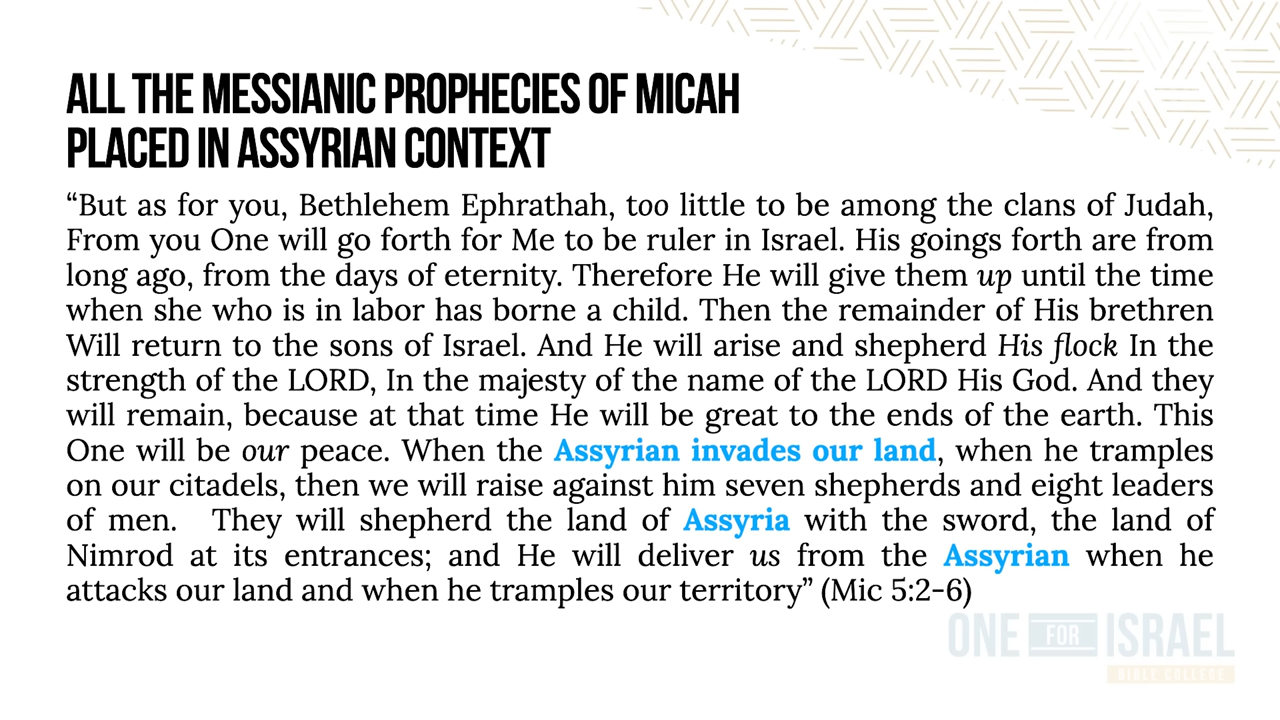 ALL THE MESSIANIC PROPHECIES OF MICAH
PLACED IN ASSYRIAN CONTEXT
“But as for you, Bethlehem Ephrathah, too little to be among the clans of Judah,
From you One will go forth for Me to be ruler in Israel. His goings forth are from
long ago, from the days of eternity. Therefore He will give them up until the time
when she who is in labor has borne a child. Then the remainder of His brethren
Will return to the sons of Israel. And He will arise and shepherd His flock In the
strength of the LORD, In the majesty of the name of the LORD His God. And they
will remain, because at that time He will be great to the ends of the earth. This
One will be our peace. When the Assyrian invades our land, when he tramples
on our citadels, then we will raise against him seven shepherds and eight leaders
of men. They will shepherd the land of Assyria with the sword, the land of
Nimrod at its entrances; and He will deliver us from the Assyrian when he
attacks our land and when he tramples our territory” (Mic 5:2-6)
ONE FOR ISRAEL
BIBLE COLLEGE